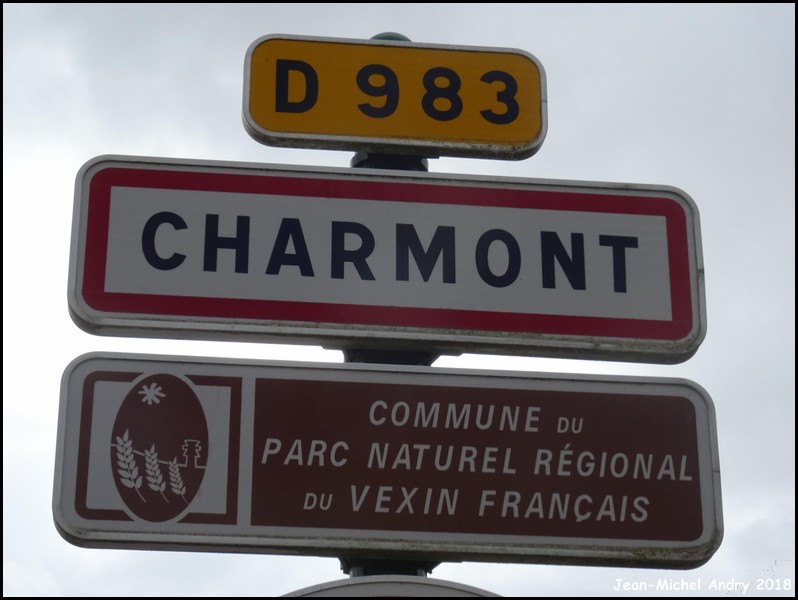 D 983
CHARMONT
COMMUNE DU
PARC NATUREL RÉGIONAL
DU VEXIN FRANÇAIS
Jean-Michel Andry 2018